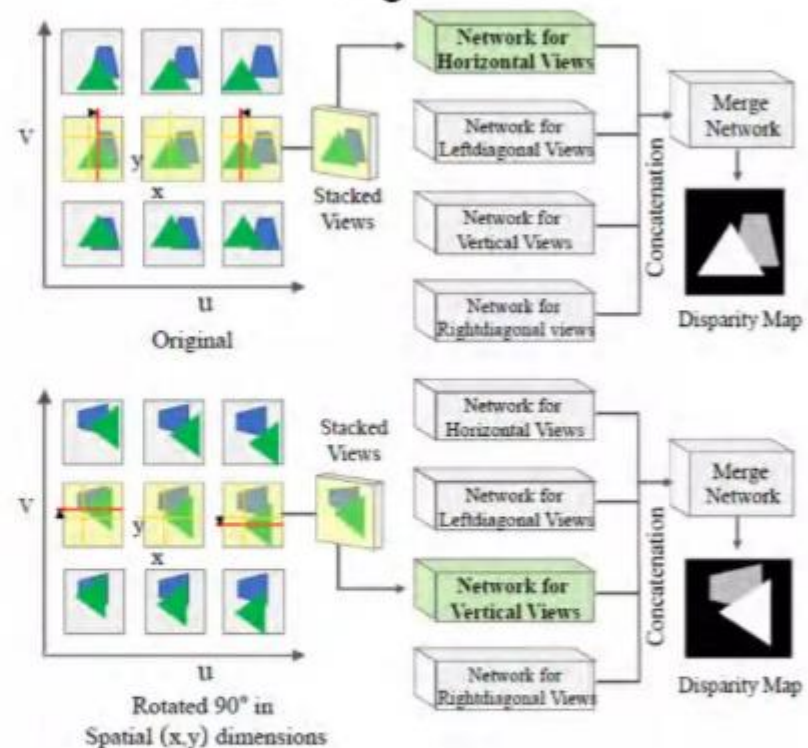 V
y
x
u
Original
Stacked
Views
Network for
Horizontal Views
Network for
Leftdiagonal Views
Network for
Vertical Views
Network for
Rightdiagonal views
Concatenation
Merge
Network
Disparity Map
V
y
x
u
Rotated 90° in
Spatial (x,y) dimensions
Stacked
Views
Network for
Horizontal Views
Network for
Leftdiagonal Views
Network for
Vertical Views
Network for
Rightdiagonal Views
Concatenation
Merge
Network
Disparity Map